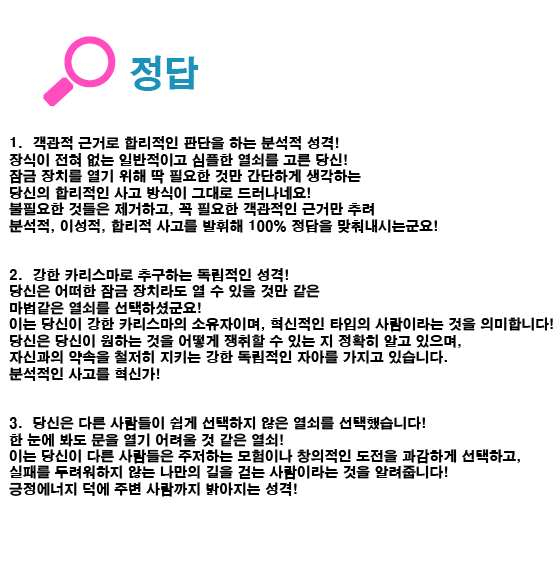 정답
1. 객관적 근거로 합리적인 판단을 하는 분석적 성격!
장식이 전혀 없는 일반적이고 심플한 열쇠를 고른 당신!
잠금 장치를 열기 위해 딱 필요한 것만 간단하게 생각하는
당신의 합리적인 사고 방식이 그대로 드러나네요!
불필요한 것들은 제거하고, 꼭 필요한 객관적인 근거만 추려
분석적, 이성적, 합리적 사고를 발휘해 100% 정답을 맞춰내시는군요!
2. 강한 카리스마로 추구하는 독립적인 성격!
당신은 어떠한 잠금 장치라도 열 수 있을 것만 같은
마법같은 열쇠를 선택하셨군요!
이는 당신이 강한 카리스마의 소유자이며, 혁신적인 타입의 사람이라는 것을 의미합니다!
당신은 당신이 원하는 것을 어떻게 쟁취할 수 있는 지 정확히 알고 있으며,
자신과의 약속을 철저히 지키는 강한 독립적인 자아를 가지고 있습니다.
분석적인 사고를 혁신가!
3. 당신은 다른 사람들이 쉽게 선택하지 않은 열쇠를 선택했습니다!
한 눈에 봐도 문을 열기 어려울 것 같은 열쇠!
이는 당신이 다른 사람들은 주저하는 모험이나 창의적인 도전을 과감하게 선택하고,
실패를 두려워하지 않는 나만의 길을 걷는 사람이라는 것을 알려줍니다!
긍정에너지 덕에 주변 사람까지 밝아지는 성격!